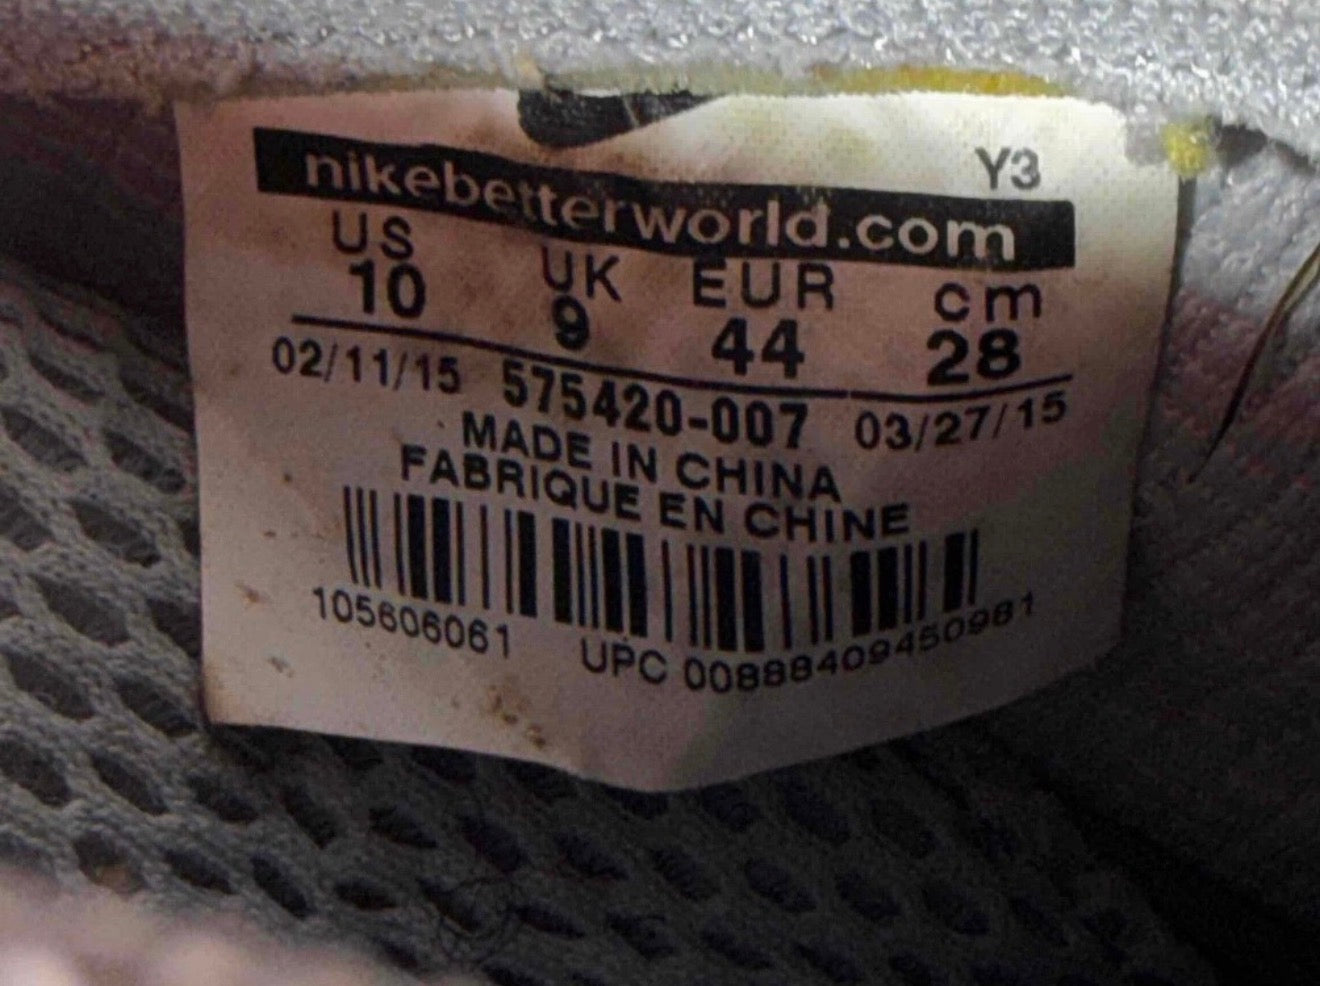 Y3
nikebetterworld.com
US UK EUR cm
10 9 44 28
02/11/15 575420-007 03/27/15
MADE IN CHINA
FABRIQUE EN CHINE
105606061 UPC 00888409450981